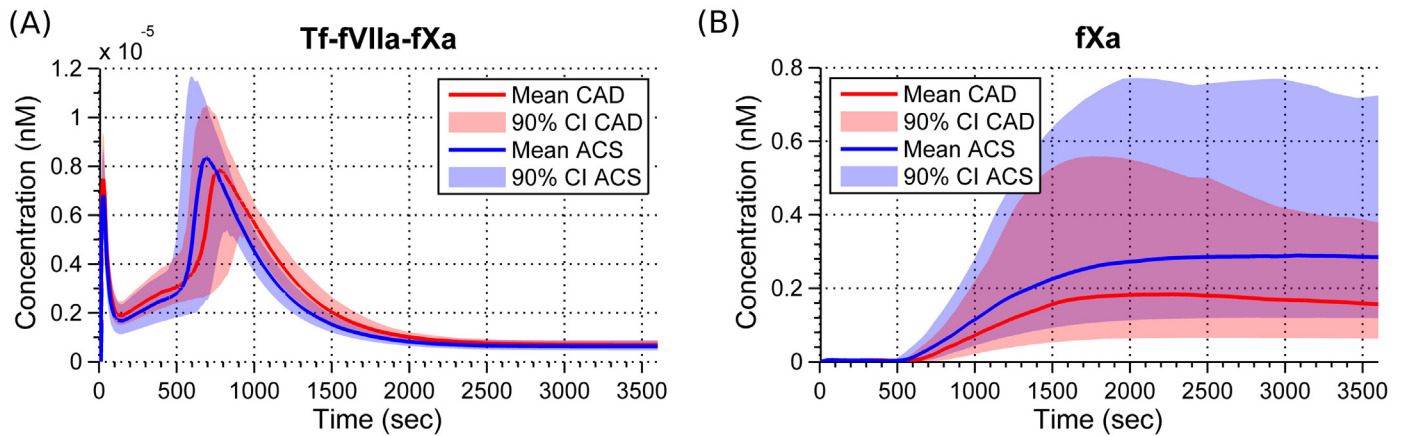 (A)
x 10^-5
Tf-fVIIa-fXa
Concentration (nM)
1.2
1
0.8
0.6
0.4
0.2
0
Mean CAD
90% CI CAD
Mean ACS
90% CI ACS
0 500 1000 1500 2000 2500 3000 3500
Time (sec)
(B)
fXa
Concentration (nM)
0.8
0.6
0.4
0.2
0
Mean CAD
90% CI CAD
Mean ACS
90% CI ACS
0 500 1000 1500 2000 2500 3000 3500
Time (sec)